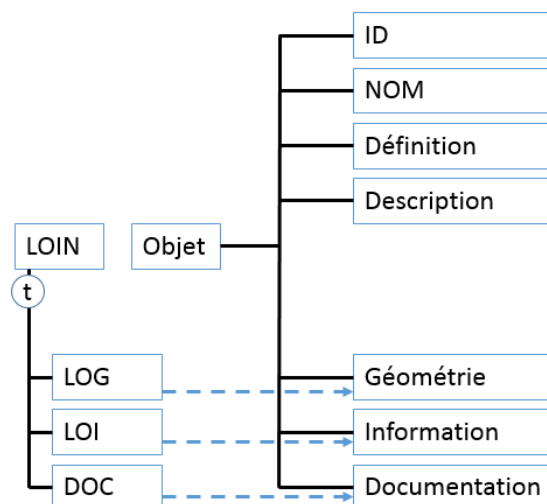 ID
NOM
Définition
Description
LOIN
Objet
t
LOG
Géométrie
LOI
Information
DOC
Documentation